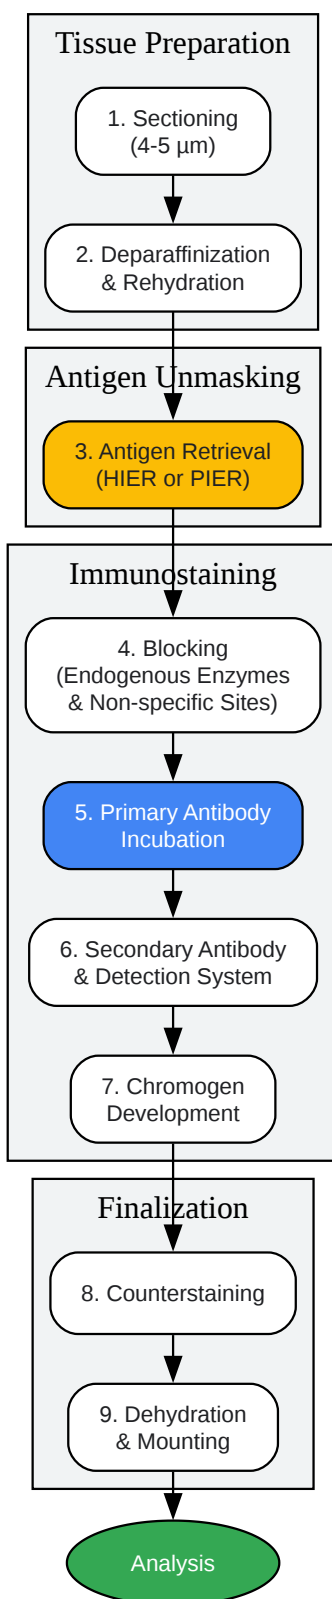 Tissue Preparation
1. Sectioning
(4-5 µm)
2. Deparaffinization
& Rehydration
Antigen Unmasking
3. Antigen Retrieval
(HIER or PIER)
Immunostaining
4. Blocking
(Endogenous Enzymes
& Non-specific Sites)
5. Primary Antibody
Incubation
6. Secondary Antibody
& Detection System
7. Chromogen
Development
Finalization
8. Counterstaining
9. Dehydration
& Mounting
Analysis